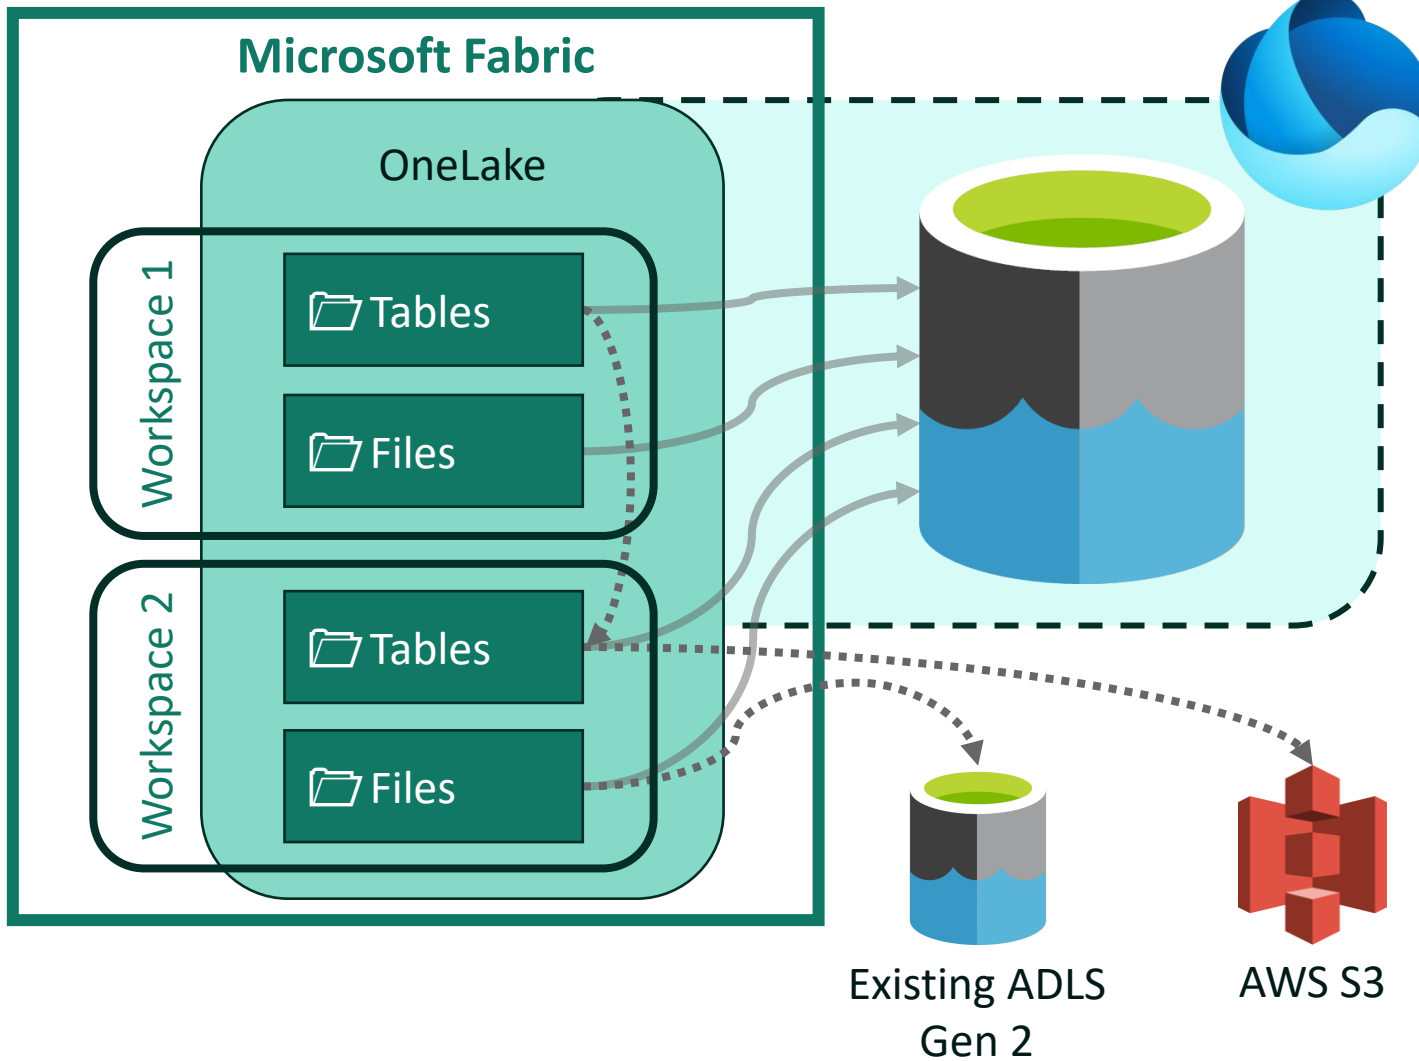 Microsoft Fabric
OneLake
Workspace 1
Tables
Files
Workspace 2
Tables
Files
Existing ADLS
Gen 2
AWS S3